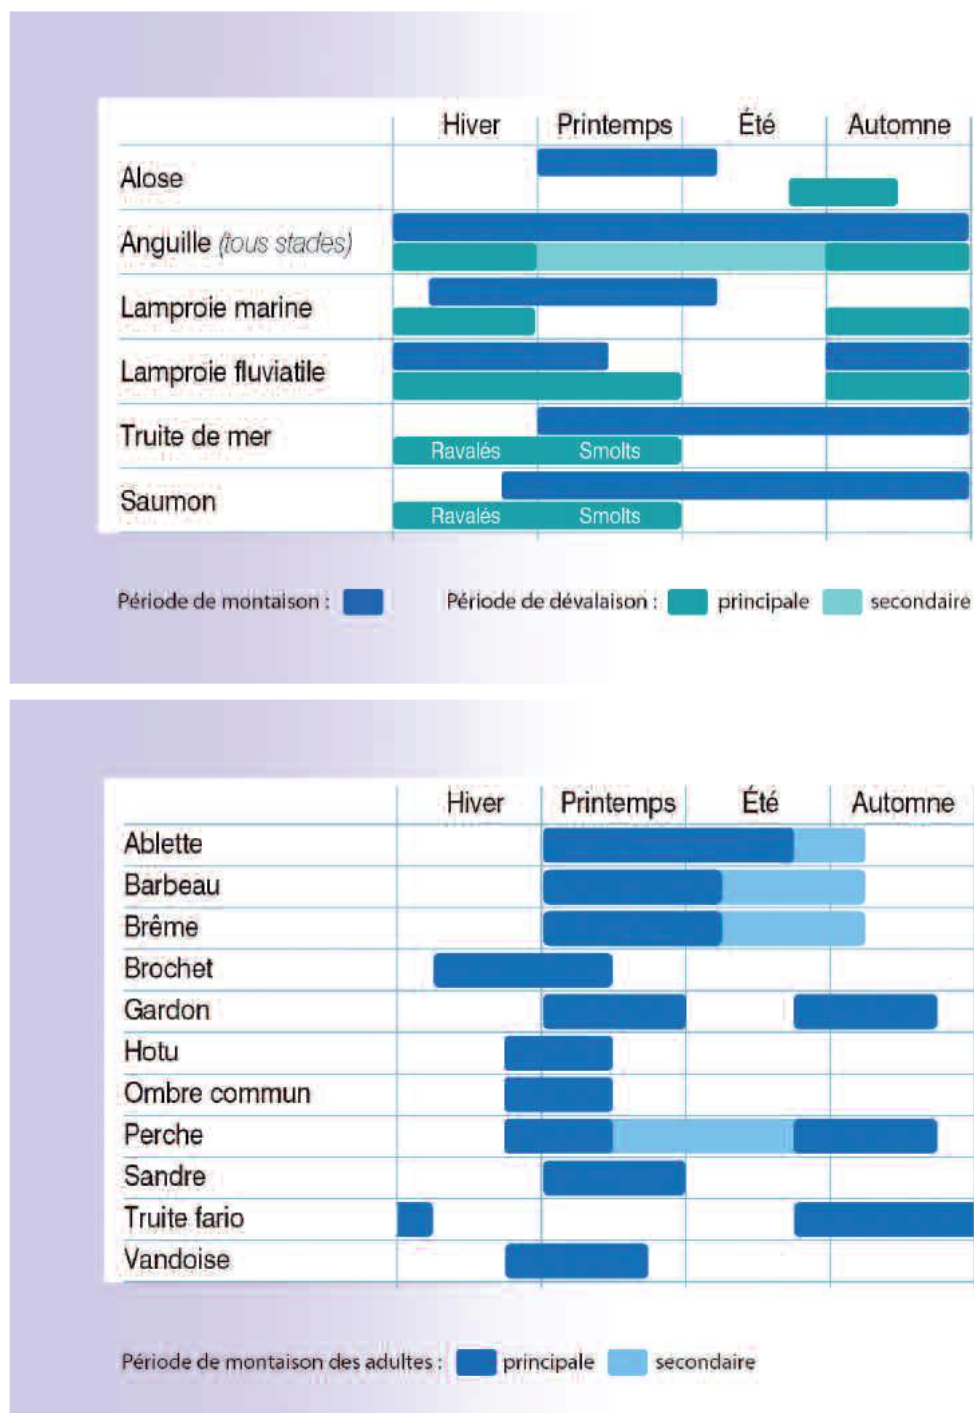 Hiver Printemps Été Automne
Alose
Anguille (tous stades)
Lamproie marine
Lamproie fluviatile
Truite de mer
Ravalés Smolts
Saumon
Ravalés Smolts
Période de montaison : Période de dévalaison : principale secondaire
Hiver Printemps Été Automne
Ablette
Barbeau
Brême
Brochet
Gardon
Hotu
Ombre commun
Perche
Sandre
Truite fario
Vandoise
Période de montaison des adultes : principale secondaire